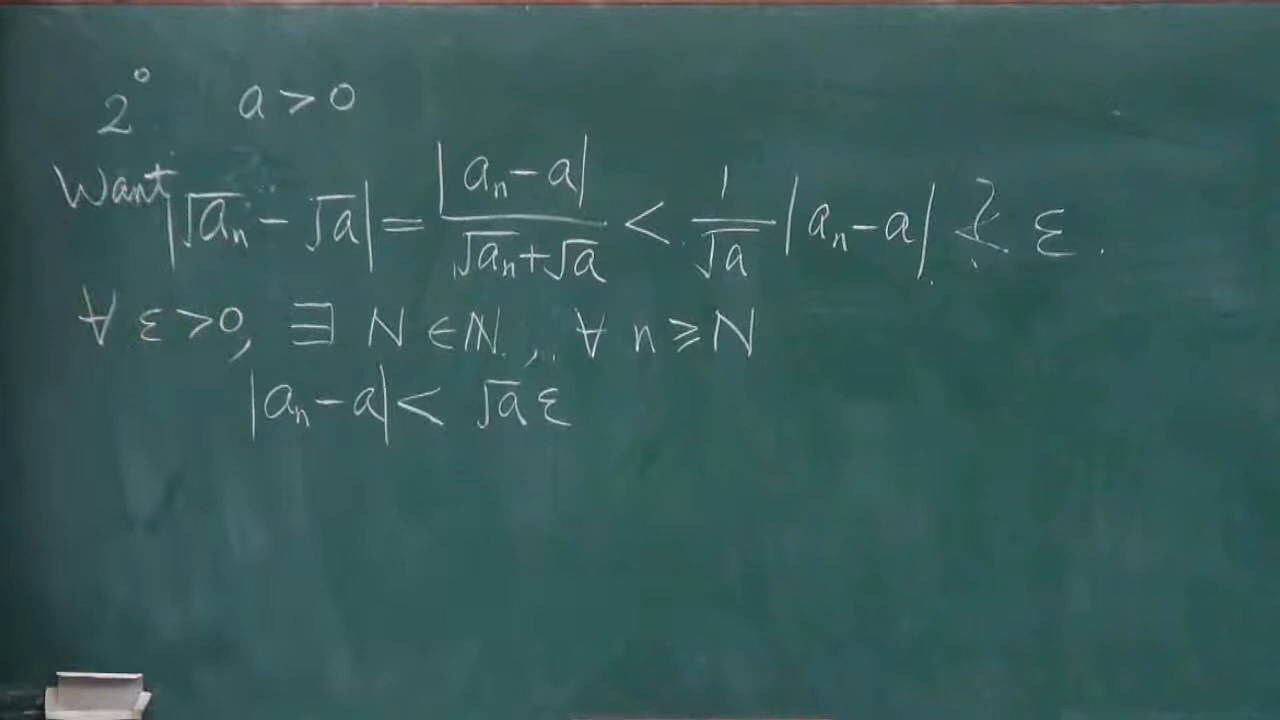 2° a > 0
Want |√aₙ - √a| = |aₙ - a| / (√aₙ + √a) < 1/√a |aₙ - a| <? ε.
∀ ε > 0, ∃ N ∈ ℕ, ∀ n ≥ N
|aₙ - a| < √a ε